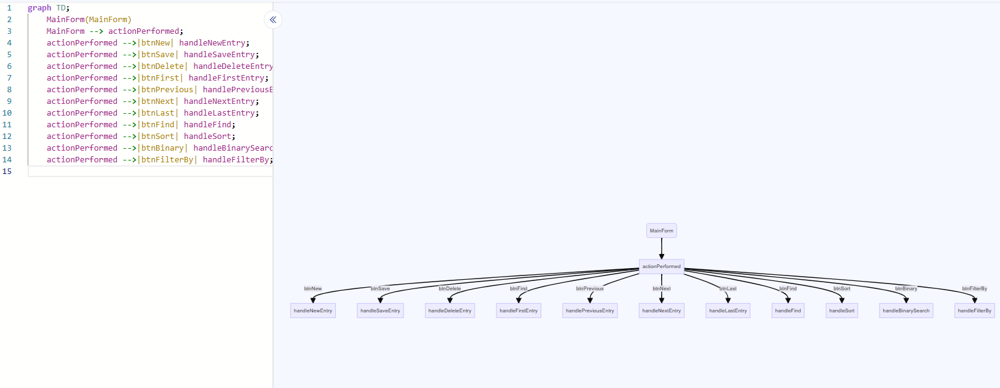 1 graph TD;
2 MainForm(MainForm)
3 MainForm --> actionPerformed;
4 actionPerformed -->|btnNew| handleNewEntry;
5 actionPerformed -->|btnSave| handleSaveEntry;
6 actionPerformed -->|btnDelete| handleDeleteEntry
7 actionPerformed -->|btnFirst| handleFirstEntry;
8 actionPerformed -->|btnPrevious| handlePreviousE
9 actionPerformed -->|btnNext| handleNextEntry;
10 actionPerformed -->|btnLast| handleLastEntry;
11 actionPerformed -->|btnFind| handleFind;
12 actionPerformed -->|btnSort| handleSort;
13 actionPerformed -->|btnBinary| handleBinarySearc
14 actionPerformed -->|btnFilterBy| handleFilterBy;
15
MainForm
actionPerformed
btnNew btnSave btnDelete btnFirst btnPrevious btnNext btnLast btnFind btnSort btnBinary btnFilterBy
handleNewEntry handleSaveEntry handleDeleteEntry handleFirstEntry handlePreviousEntry handleNextEntry handleLastEntry handleFind handleSort handleBinarySearch handleFilterBy